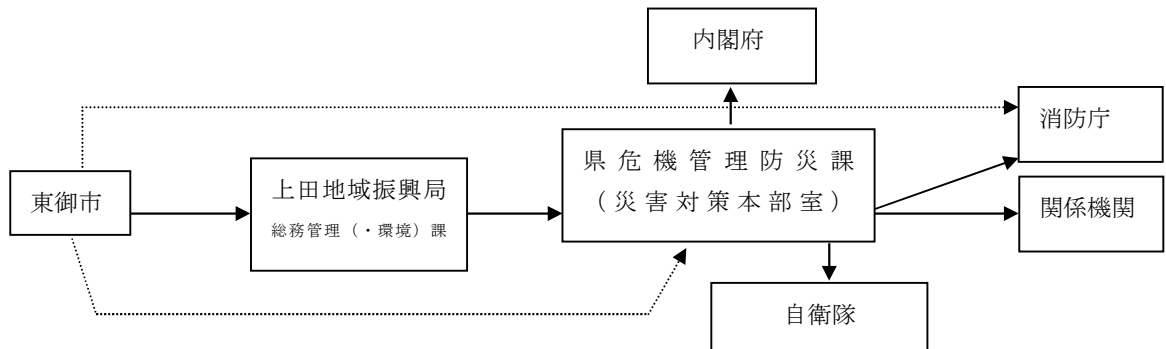 内閣府
消防庁
県危機管理防災課
（災害対策本部室）
上田地域振興局
総務管理（・環境）課
東御市
関係機関
自衛隊